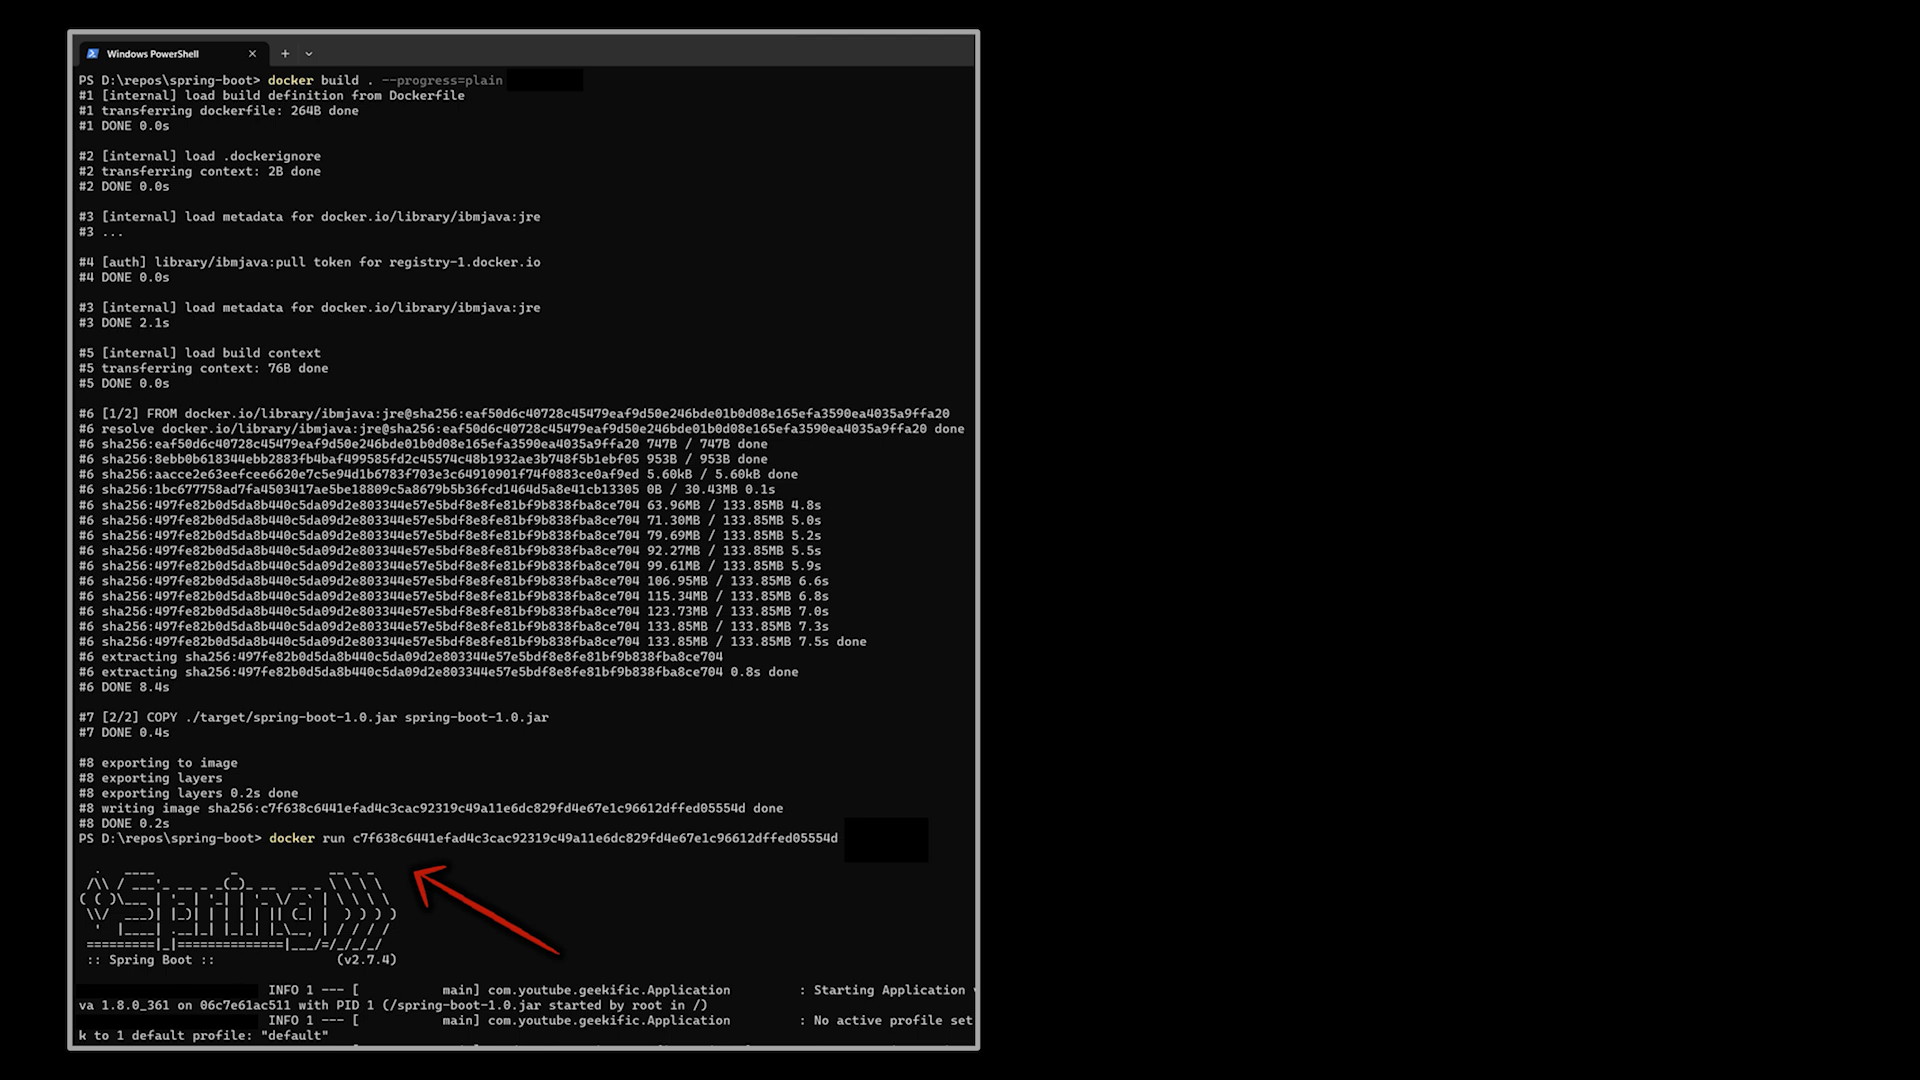 Windows PowerShell
PS D:\repos\spring-boot> docker build . --progress=plain
#1 [internal] load build definition from Dockerfile
#1 transferring dockerfile: 264B done
#1 DONE 0.0s
#2 [internal] load .dockerignore
#2 transferring context: 2B done
#2 DONE 0.0s
#3 [internal] load metadata for docker.io/library/ibmjava:jre
#3 ...
#4 [auth] library/ibmjava:pull token for registry-1.docker.io
#4 DONE 0.0s
#3 [internal] load metadata for docker.io/library/ibmjava:jre
#3 DONE 2.1s
#5 [internal] load build context
#5 transferring context: 76B done
#5 DONE 0.0s
#6 [1/2] FROM docker.io/library/ibmjava:jre@sha256:eaf50d6c40728c45479eaf9d50e246bde01b0d08e165efa3590ea4035a9ffa20
#6 resolve docker.io/library/ibmjava:jre@sha256:eaf50d6c40728c45479eaf9d50e246bde01b0d08e165efa3590ea4035a9ffa20 done
#6 sha256:eaf50d6c40728c45479eaf9d50e246bde01b0d08e165efa3590ea4035a9ffa20 747B / 747B done
#6 sha256:8ebb0b618344ebb2883fb4baf499585fd2c45574c48b1932ae3b748f5b1ebf05 953B / 953B done
#6 sha256:aacce2e63eefcee6620e7c5e94d1b6783f703e3c64910901f74f0883ce0af9ed 5.60kB / 5.60kB done
#6 sha256:1bc677758ad7fa4503417ae5be18809c5a8679b5b36fcd1464d5a8e41cb13305 0B / 30.43MB 0.1s
#6 sha256:497fe82b0d5da8b440c5da09d2e803344e57e5bdf8e8fe81bf9b838fba8ce704 63.96MB / 133.85MB 4.8s
#6 sha256:497fe82b0d5da8b440c5da09d2e803344e57e5bdf8e8fe81bf9b838fba8ce704 71.30MB / 133.85MB 5.0s
#6 sha256:497fe82b0d5da8b440c5da09d2e803344e57e5bdf8e8fe81bf9b838fba8ce704 79.69MB / 133.85MB 5.2s
#6 sha256:497fe82b0d5da8b440c5da09d2e803344e57e5bdf8e8fe81bf9b838fba8ce704 92.27MB / 133.85MB 5.5s
#6 sha256:497fe82b0d5da8b440c5da09d2e803344e57e5bdf8e8fe81bf9b838fba8ce704 99.61MB / 133.85MB 5.9s
#6 sha256:497fe82b0d5da8b440c5da09d2e803344e57e5bdf8e8fe81bf9b838fba8ce704 106.95MB / 133.85MB 6.6s
#6 sha256:497fe82b0d5da8b440c5da09d2e803344e57e5bdf8e8fe81bf9b838fba8ce704 115.34MB / 133.85MB 6.8s
#6 sha256:497fe82b0d5da8b440c5da09d2e803344e57e5bdf8e8fe81bf9b838fba8ce704 123.73MB / 133.85MB 7.0s
#6 sha256:497fe82b0d5da8b440c5da09d2e803344e57e5bdf8e8fe81bf9b838fba8ce704 133.85MB / 133.85MB 7.3s
#6 sha256:497fe82b0d5da8b440c5da09d2e803344e57e5bdf8e8fe81bf9b838fba8ce704 133.85MB / 133.85MB 7.5s done
#6 extracting sha256:497fe82b0d5da8b440c5da09d2e803344e57e5bdf8e8fe81bf9b838fba8ce704
#6 extracting sha256:497fe82b0d5da8b440c5da09d2e803344e57e5bdf8e8fe81bf9b838fba8ce704 0.8s done
#6 DONE 8.4s
#7 [2/2] COPY ./target/spring-boot-1.0.jar spring-boot-1.0.jar
#7 DONE 0.4s
#8 exporting to image
#8 exporting layers
#8 exporting layers 0.2s done
#8 writing image sha256:c7f638c6441efad4c3cac92319c49a11e6dc829fd4e67e1c96612dffed05554d done
#8 DONE 0.2s
PS D:\repos\spring-boot> docker run c7f638c6441efad4c3cac92319c49a11e6dc829fd4e67e1c96612dffed05554d
Spring
:: Spring Boot :: (v2.7.4)
INFO 1 --- [ main] com.youtube.geekific.Application : Starting Application
va 1.8.0_361 on 06c7e61ac511 with PID 1 (/spring-boot-1.0.jar started by root in /)
INFO 1 --- [ main] com.youtube.geekific.Application : No active profile set
k to 1 default profile: "default"